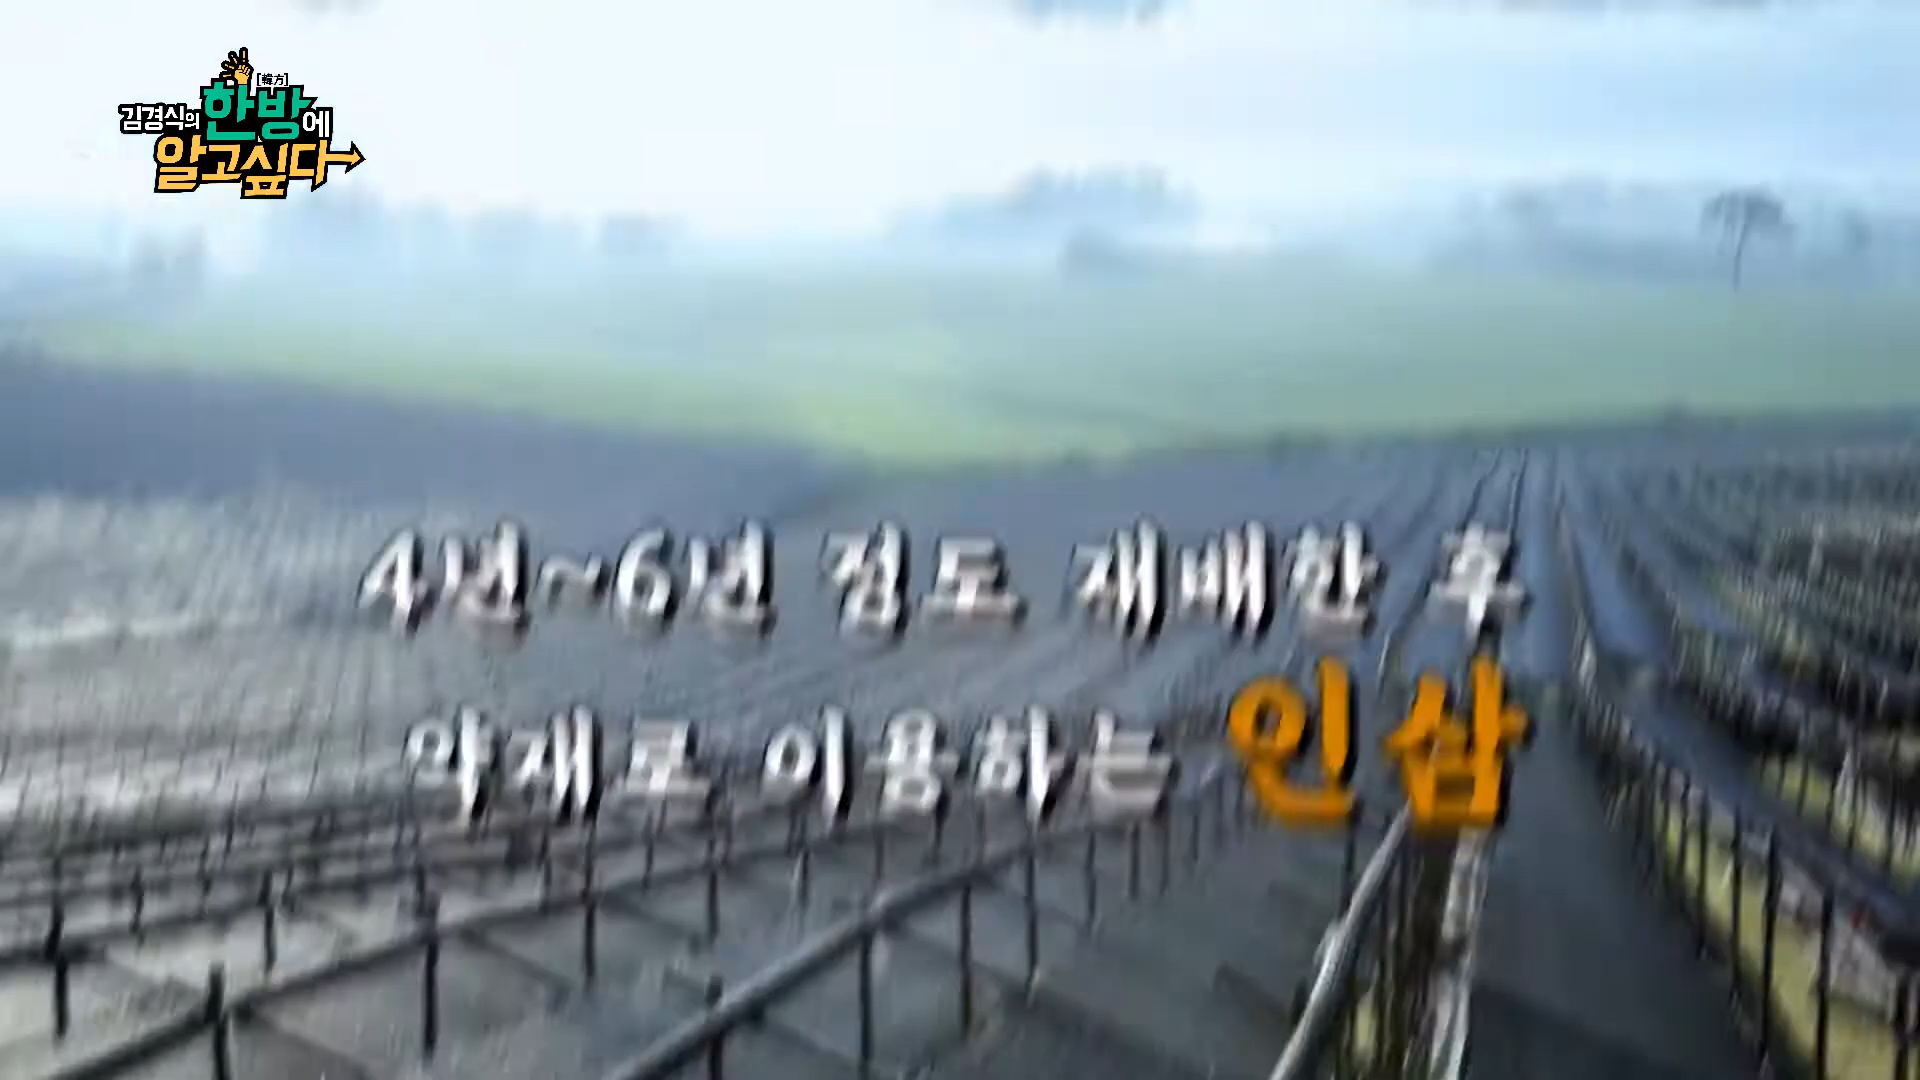 [韓方]
김경식의 한방에
알고싶다
4년~6년 정도 재배한 후
약재로 이용하는 인삼